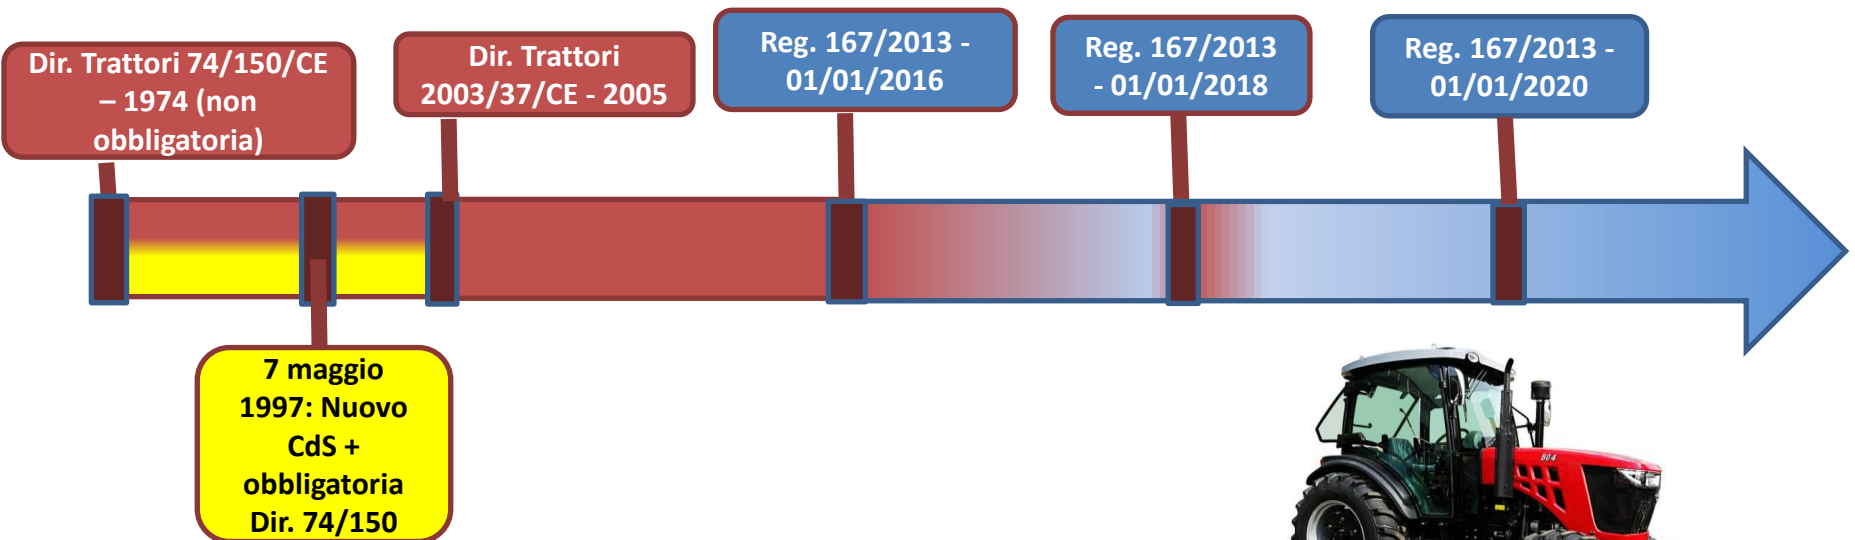 Dir. Trattori 74/150/CE
– 1974 (non
obbligatoria)
Dir. Trattori
2003/37/CE - 2005
Reg. 167/2013 -
01/01/2016
Reg. 167/2013
- 01/01/2018
Reg. 167/2013 -
01/01/2020
7 maggio
1997: Nuovo
CdS +
obbligatoria
Dir. 74/150
804